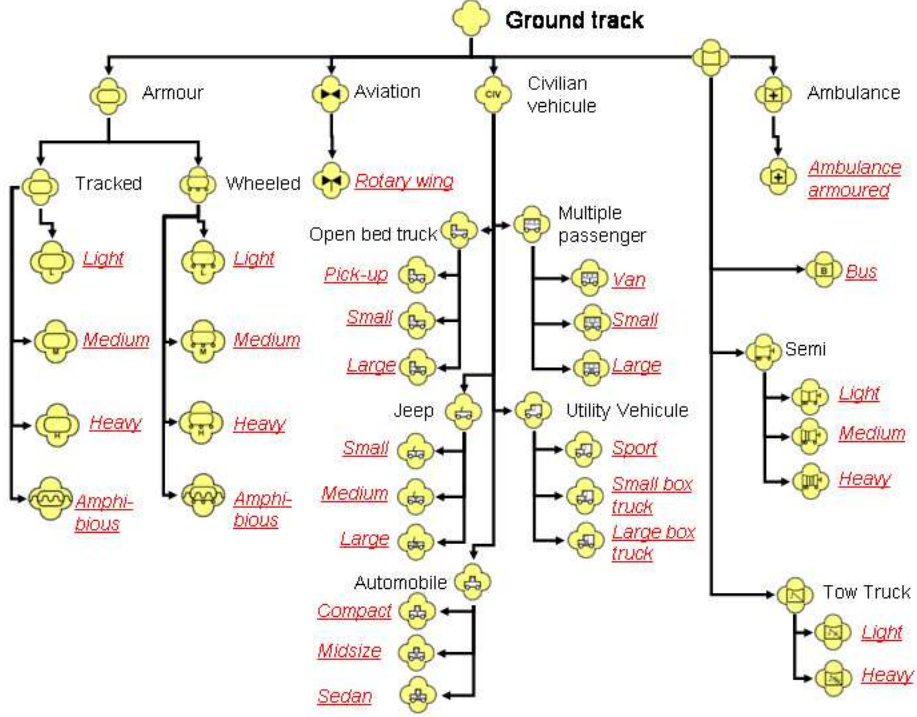 Ground track
Armour
Aviation
CIV
Civilian
vehicule
Ambulance
Tracked
Wheeled
Rotary wing
Ambulance
armoured
Light
L
Light
L
Medium
M
Medium
M
Heavy
H
Heavy
H
Amphi-
bious
Amphi-
bious
Open bed truck
Pick-up
Small
Large
Multiple
passenger
Van
Small
Large
Jeep
Small
Medium
Large
Utility Vehicule
Sport
Small box
truck
Large box
truck
Automobile
Compact
Midsize
Sedan
B
Bus
Semi
Light
Medium
Heavy
Tow Truck
Light
Heavy